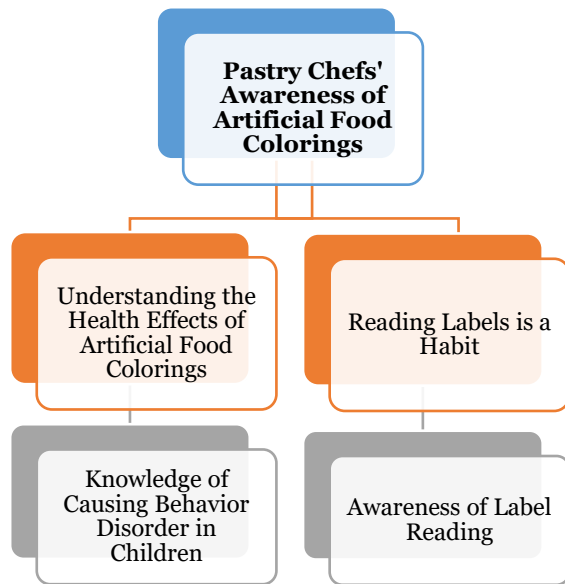 Pastry Chefs'
Awareness of
Artificial Food
Colorings
Understanding the
Health Effects of
Artificial Food
Colorings
Reading Labels is a
Habit
Knowledge of
Causing Behavior
Disorder in
Children
Awareness of Label
Reading